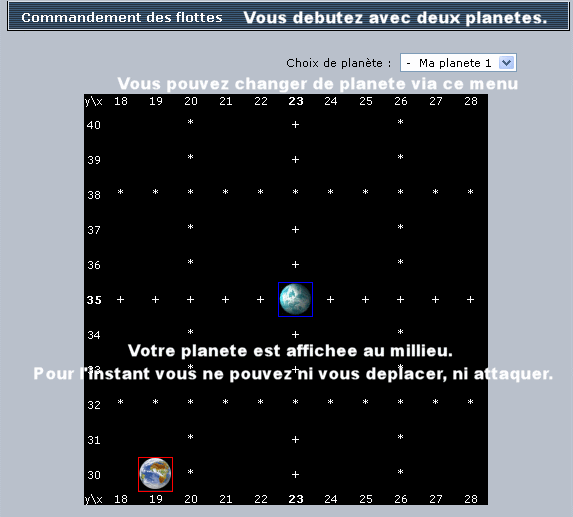 Commandement des flottes Vous debutez avec deux planetes.
Choix de planète : - Ma planete 1
Vous pouvez changer de planete via ce menu
y\x 18 19 20 21 22 23 24 25 26 27 28
40 * + *
39 * + *
38 * * * * * * * * * * *
37 * + *
36 * + *
35 + + + + + + + + + +
34 * + *
Votre planete est affichee au millieu.
33 * + *
Pour l'instant vous ne pouvez ni vous deplacer, ni attaquer.
32 * * * * * * * * * * *
31 * + *
30 * + *
y\x 18 19 20 21 22 23 24 25 26 27 28